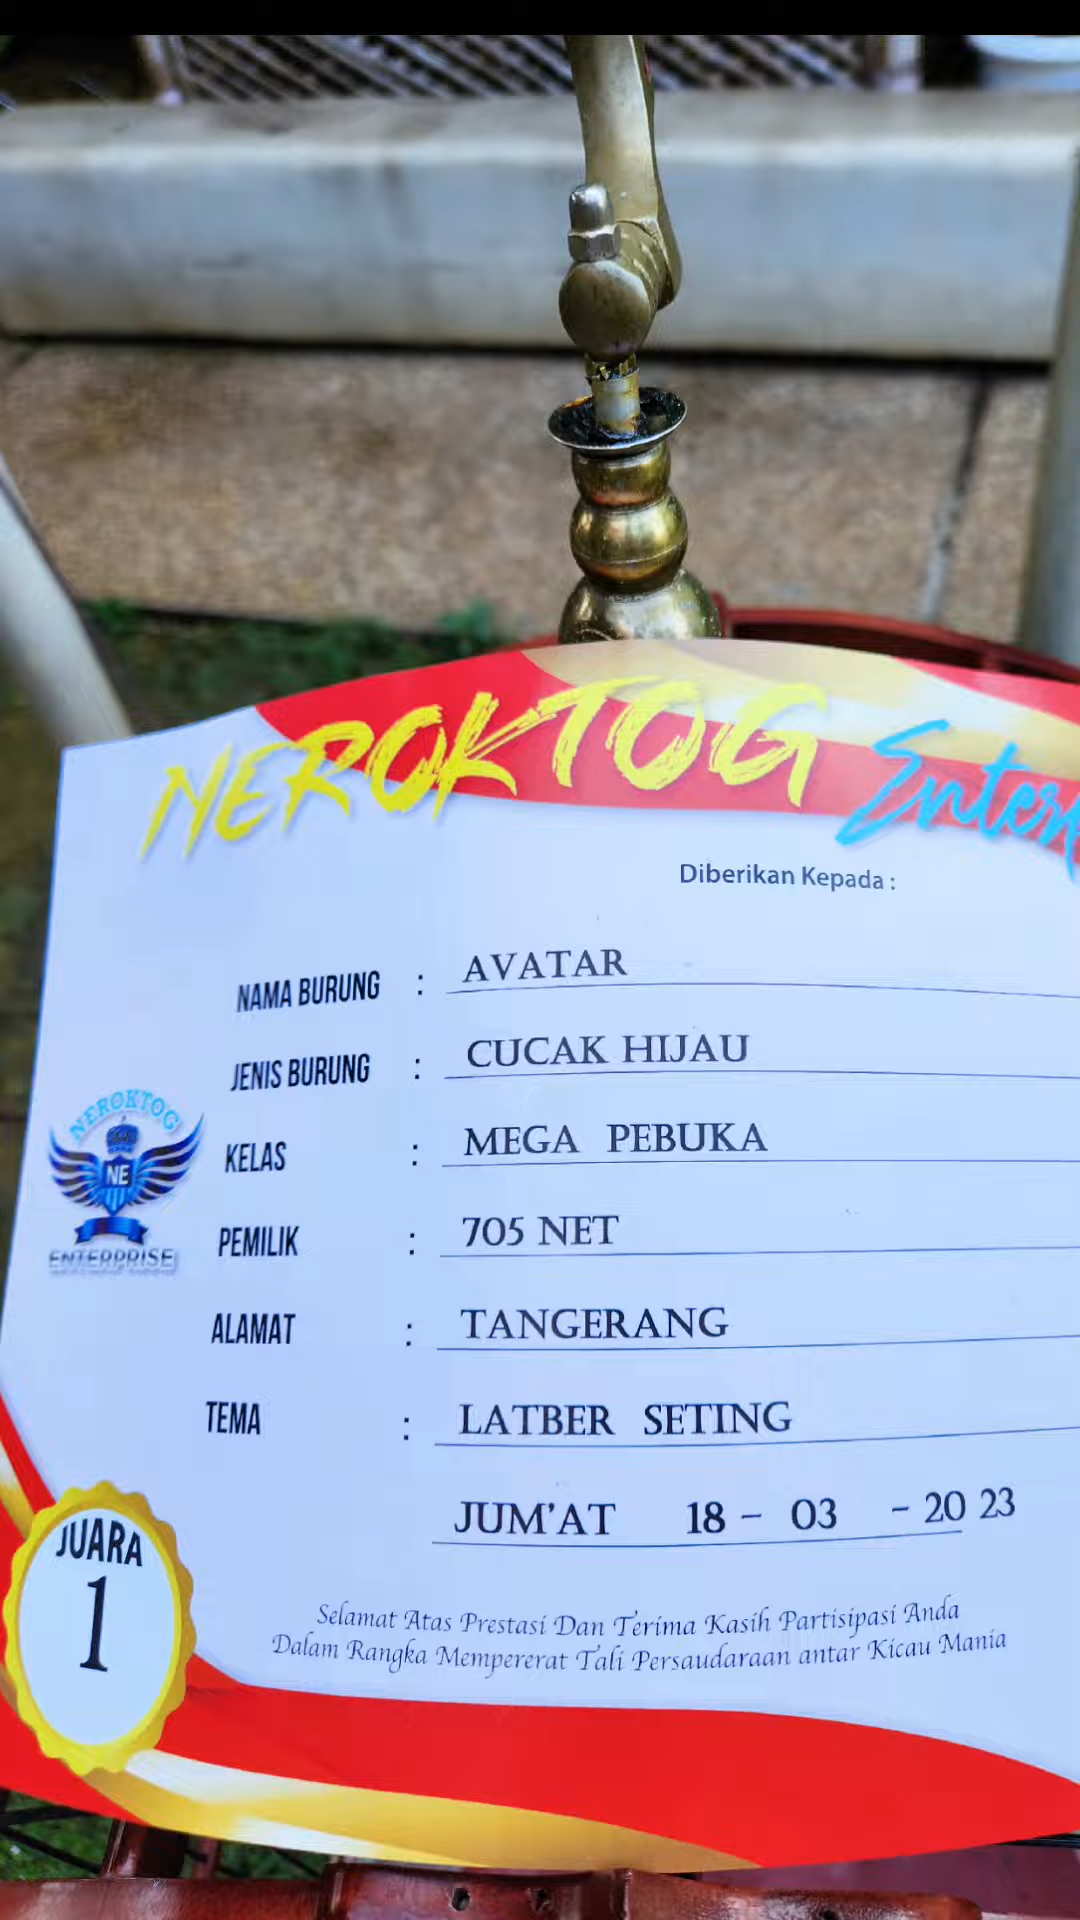 NEROKTOG
Diberikan Kepada :
NAMA BURUNG : AVATAR
JENIS BURUNG : CUCAK HIJAU
KELAS : MEGA PEBUKA
PEMILIK : 705 NET
ALAMAT : TANGERANG
TEMA : LATBER SETING
JUM'AT 18 - 03 - 20 23
NEROKTOG
NE
ENTERPRISE
JUARA
1
Selamat Atas Prestasi Dan Terima Kasih Partisipasi Anda
Dalam Rangka Mempererat Tali Persaudaraan antar Kicau Mania